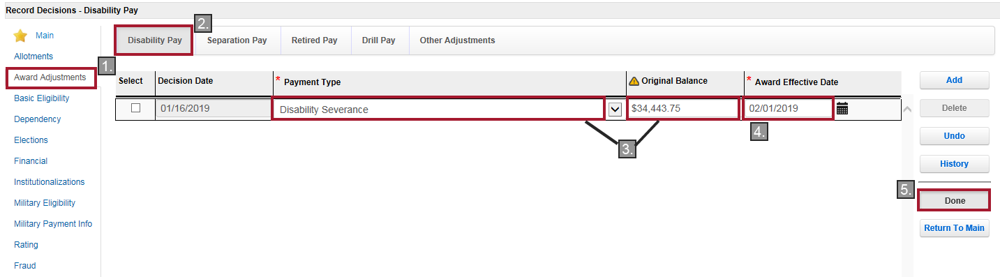 Record Decisions - Disability Pay
Main
Allotments
Award Adjustments
Basic Eligibility
Dependency
Elections
Financial
Institutionalizations
Military Eligibility
Military Payment Info
Rating
Fraud
1.
2.
Disability Pay Separation Pay Retired Pay Drill Pay Other Adjustments
Select Decision Date * Payment Type Original Balance * Award Effective Date
01/16/2019 Disability Severance $34,443.75 02/01/2019
3.
4.
Add
Delete
Undo
History
5.
Done
Return To Main